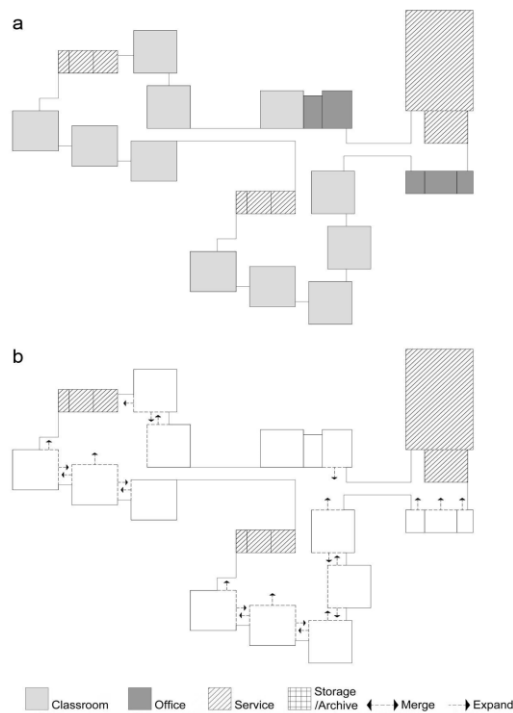 a
b
Classroom
Office
Service
Storage
/Archive
Merge
Expand